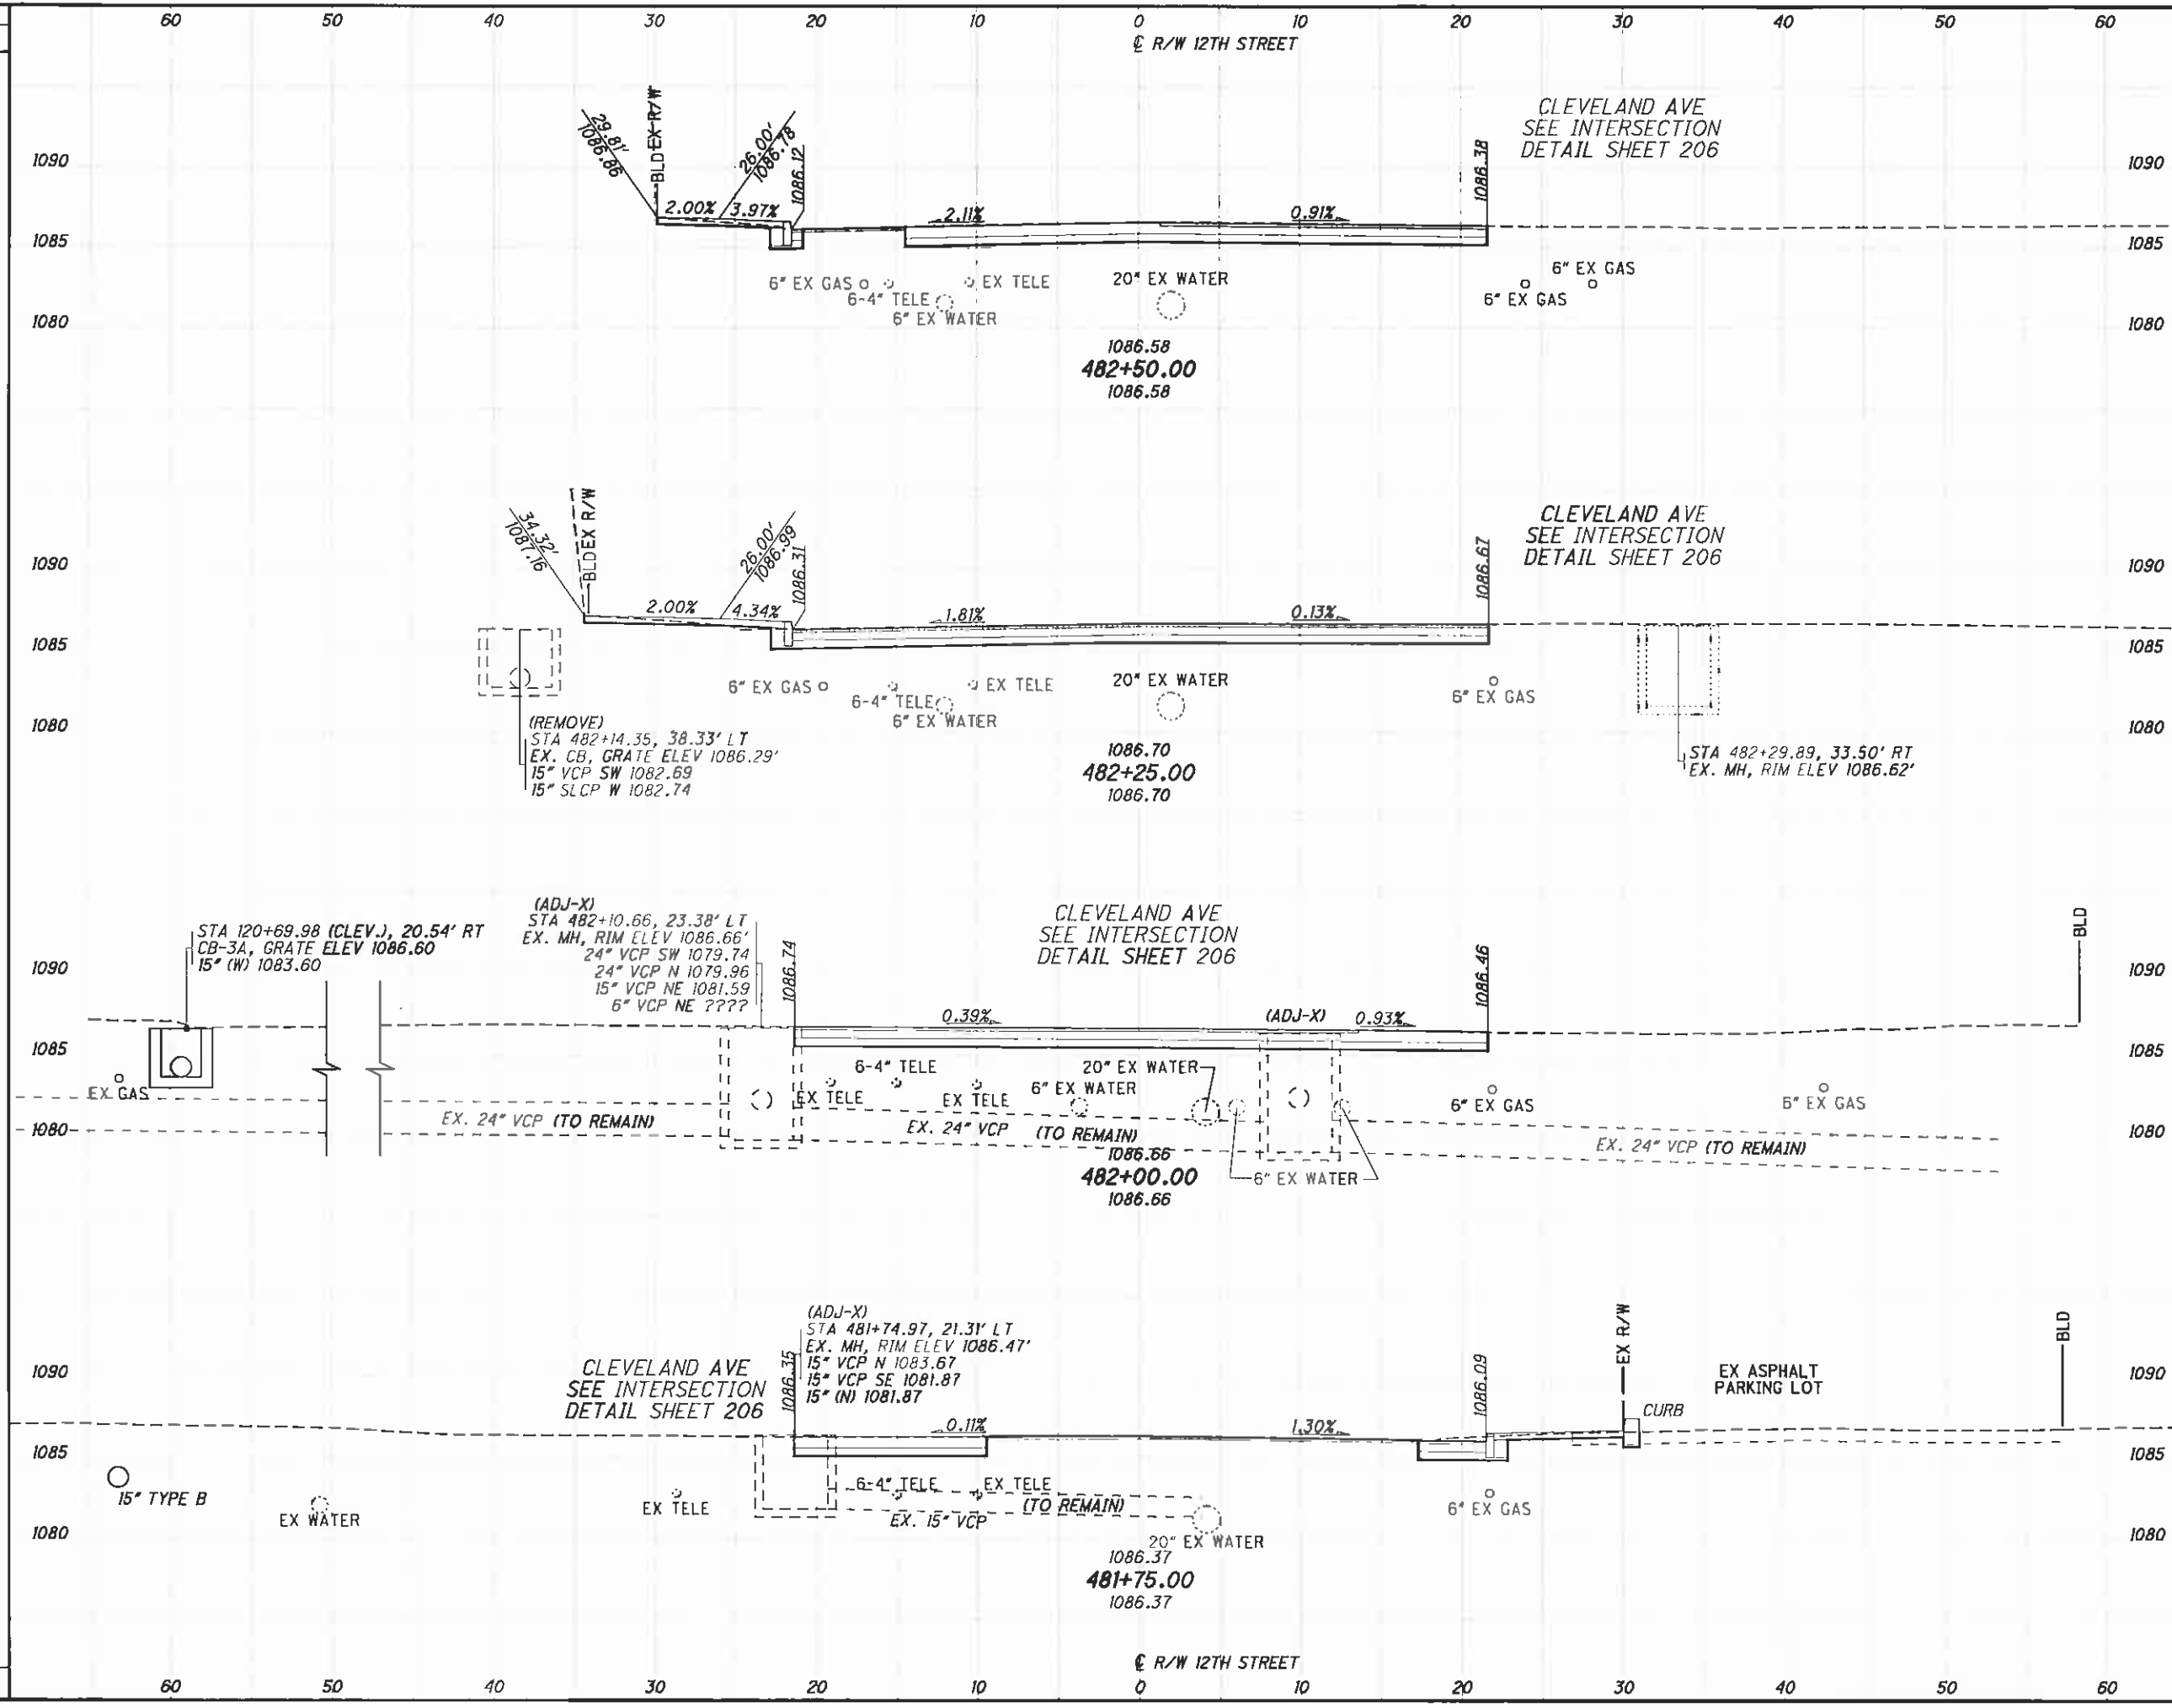 60 50 40 30 20 10 0 10 20 30 40 50 60
℄ R/W 12TH STREET
CLEVELAND AVE
SEE INTERSECTION
DETAIL SHEET 206
29.81'
1086.86
BLDEX R/W
26.00'
1086.78
1086.12
1086.38
1090 1090
2.00% 3.97% 2.11% 0.91%
1085 1085
6" EX GAS
6-4" TELE
6" EX WATER
EX TELE
20" EX WATER
6" EX GAS
6" EX GAS
1080 1080
1086.58
482+50.00
1086.58
CLEVELAND AVE
SEE INTERSECTION
DETAIL SHEET 206
34.32'
1087.16
BLDEX R/W
26.00'
1086.99
1086.31
1086.67
1090 1090
2.00% 4.34% 1.81% 0.13%
1085 1085
6" EX GAS
6-4" TELE
6" EX WATER
EX TELE
20" EX WATER
6" EX GAS
1080 1080
(REMOVE)
STA 482+14.35, 38.33' LT
EX. CB, GRATE ELEV 1086.29'
15" VCP SW 1082.69
15" SLCP W 1082.74
STA 482+29.89, 33.50' RT
EX. MH, RIM ELEV 1086.62'
1086.70
482+25.00
1086.70
STA 120+69.98 (CLEV.), 20.54' RT
CB-3A, GRATE ELEV 1086.60
15" (W) 1083.60
(ADJ-X)
STA 482+10.66, 23.38' LT
EX. MH, RIM ELEV 1086.66'
24" VCP SW 1079.74
24" VCP N 1079.96
15" VCP NE 1081.59
6" VCP NE ????
CLEVELAND AVE
SEE INTERSECTION
DETAIL SHEET 206
1086.74
1086.46
BLD
1090 1090
0.39% (ADJ-X) 0.93%
1085 1085
EX GAS
6-4" TELE
EX TELE
EX TELE
6" EX WATER
20" EX WATER
6" EX GAS
6" EX GAS
EX. 24" VCP (TO REMAIN)
EX. 24" VCP (TO REMAIN)
EX. 24" VCP (TO REMAIN)
1080 1080
6" EX WATER
1086.66
482+00.00
1086.66
(ADJ-X)
STA 481+74.97, 21.31' LT
EX. MH, RIM ELEV 1086.47'
15" VCP N 1083.67
15" VCP SE 1081.87
15" (N) 1081.87
CLEVELAND AVE
SEE INTERSECTION
DETAIL SHEET 206
1086.35
1086.09
EX R/W
EX ASPHALT
PARKING LOT
BLD
CURB
1090 1090
0.11% 1.30%
1085 1085
15" TYPE B
EX WATER
EX TELE
6-4" TELE
EX TELE
(TO REMAIN)
EX. 15" VCP
20" EX WATER
6" EX GAS
1080 1080
1086.37
481+75.00
1086.37
℄ R/W 12TH STREET
60 50 40 30 20 10 0 10 20 30 40 50 60